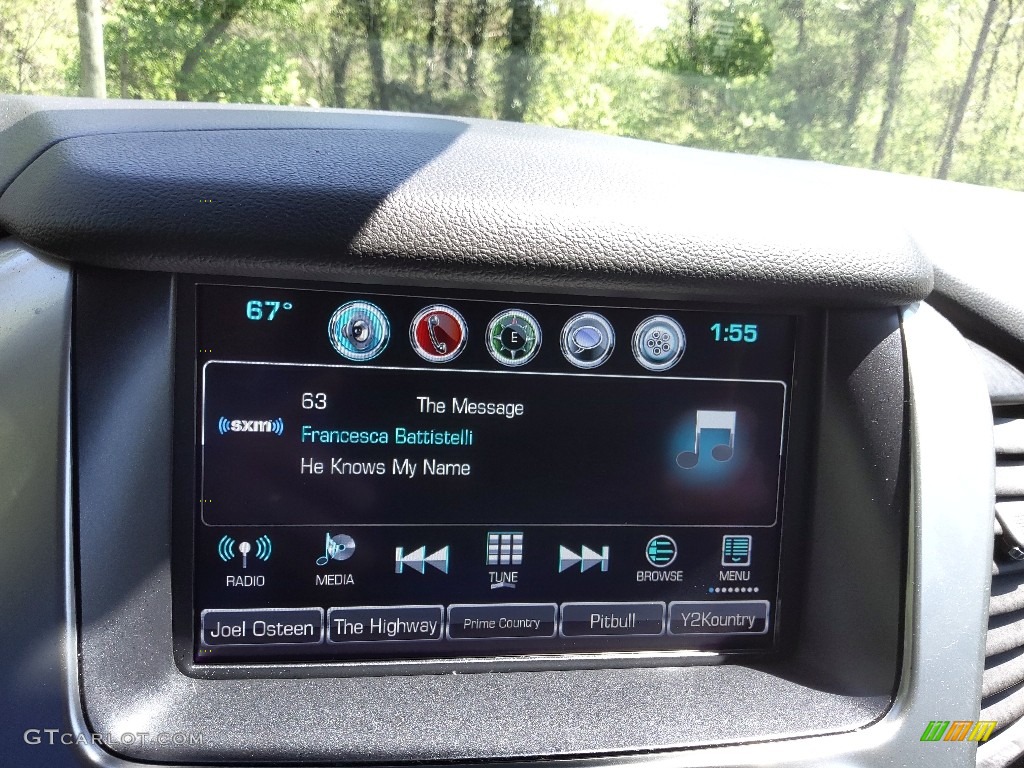 67°
E
1:55
63 The Message
((sxm))
Francesca Battistelli
He Knows My Name
RADIO
MEDIA
TUNE
BROWSE
MENU
Joel Osteen
The Highway
Prime Country
Pitbull
Y2Kountry
GTCARLOT.COM